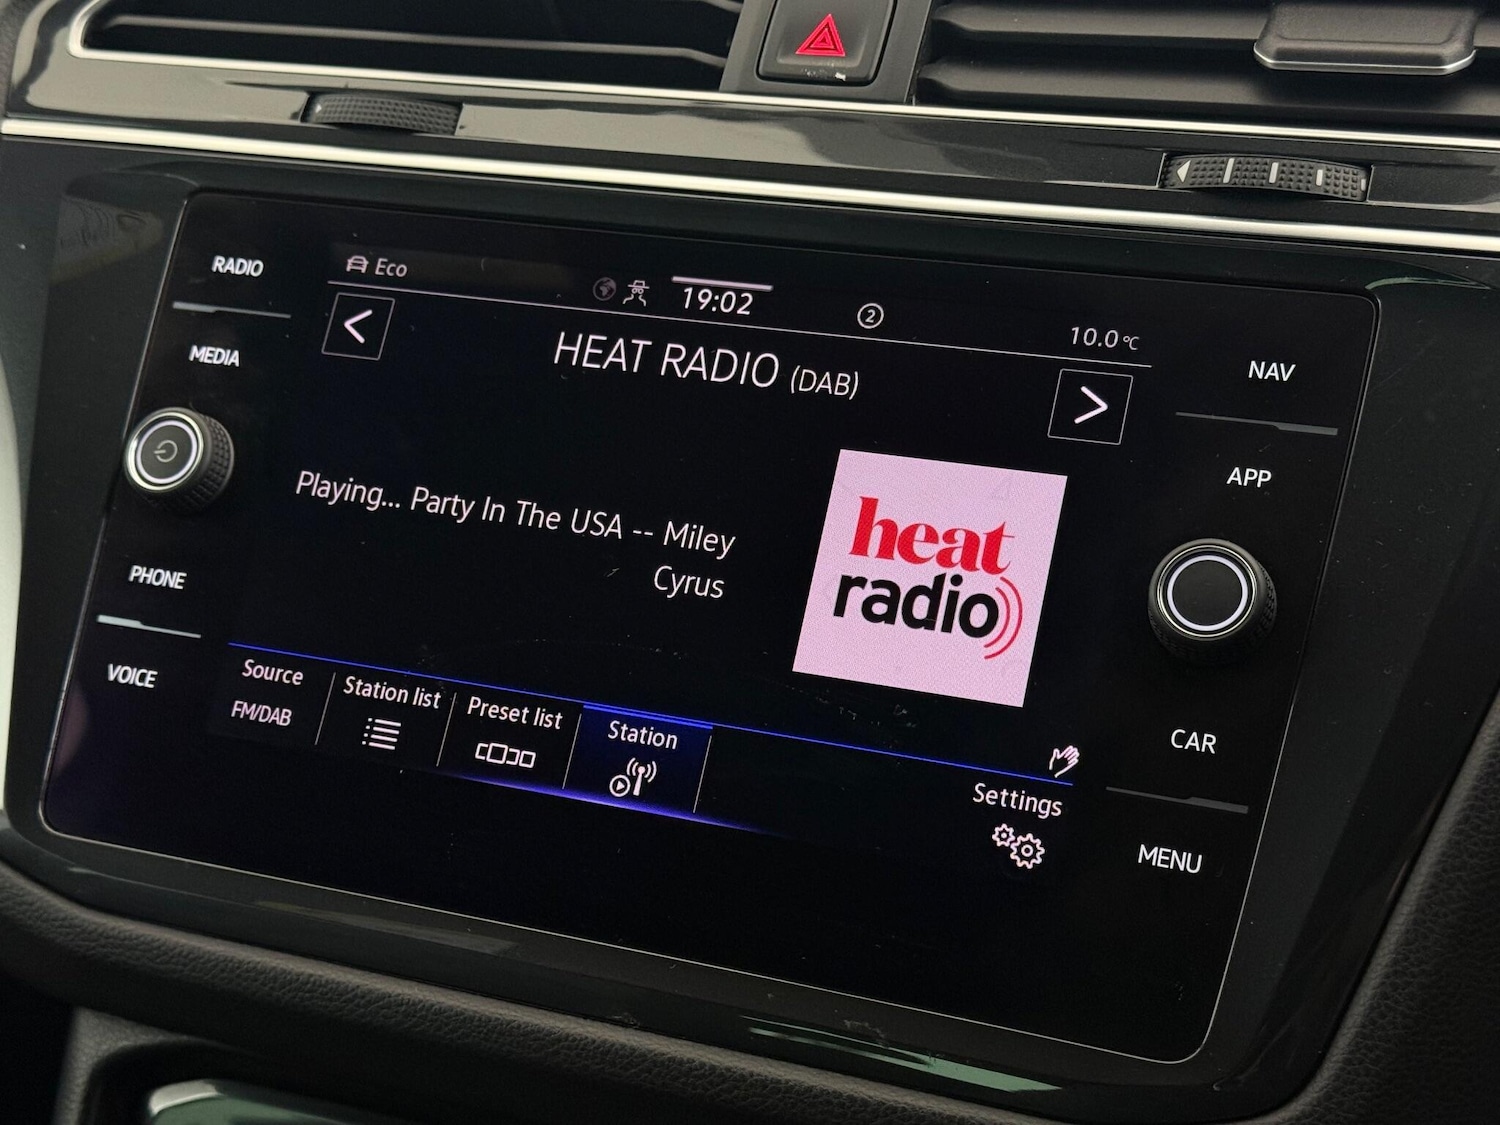 RADIO
MEDIA
PHONE
VOICE
Eco
19:02
2
10.0°C
<
HEAT RADIO (DAB)
>
Playing... Party In The USA -- Miley
Cyrus
heat
radio
Source
FM/DAB
Station list
Preset list
Station
Settings
NAV
APP
CAR
MENU